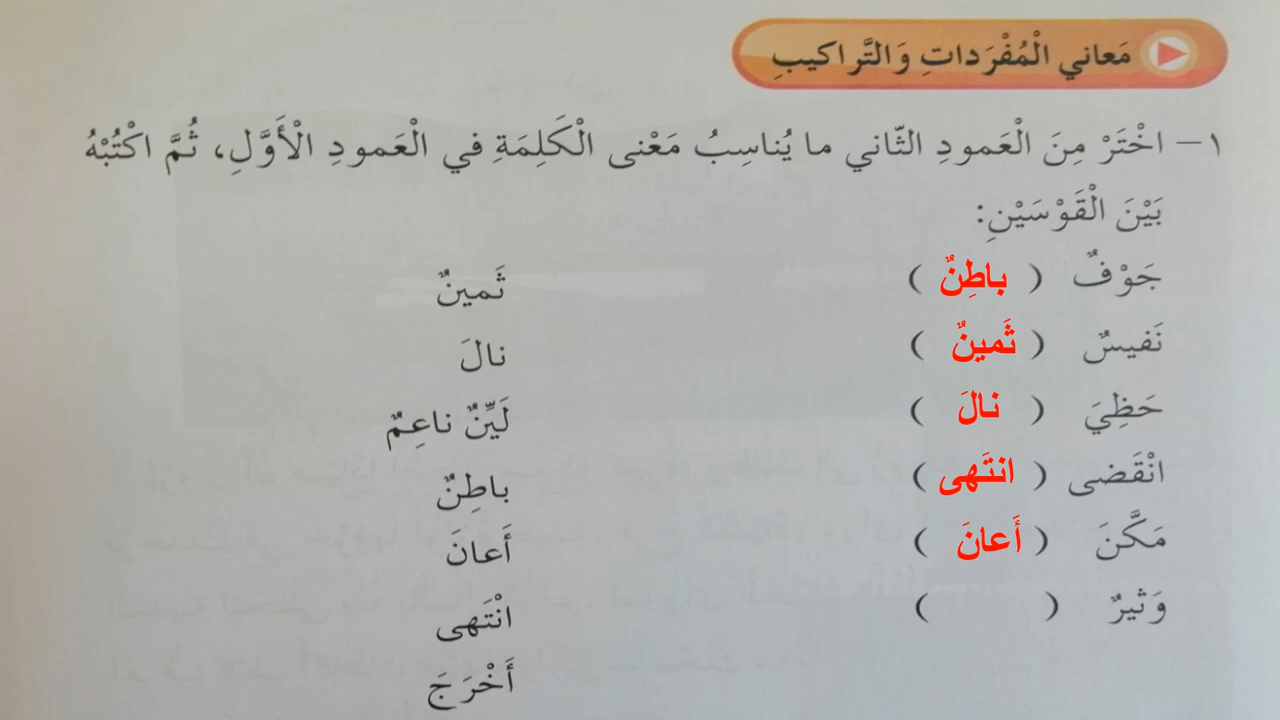 مَعاني الْمُفْرَداتِ وَالتَّراكيبِ
١– اخْتَرْ مِنَ الْعَمودِ الثّاني ما يُناسِبُ مَعْنى الْكَلِمَةِ في الْعَمودِ الْأَوَّلِ، ثُمَّ اكْتُبْهُ
بَيْنَ الْقَوْسَيْنِ:
جَوْفٌ ( باطِنٌ ) ثَمينٌ
نَفيسٌ ( ثَمينٌ ) نالَ
حَظِيَ ( نالَ ) لَيِّنٌ ناعِمٌ
انْقَضى ( انتَهى ) باطِنٌ
مَكَّنَ ( أَعانَ ) أَعانَ
وَثيرٌ ( ) انْتَهى
أَخْرَجَ